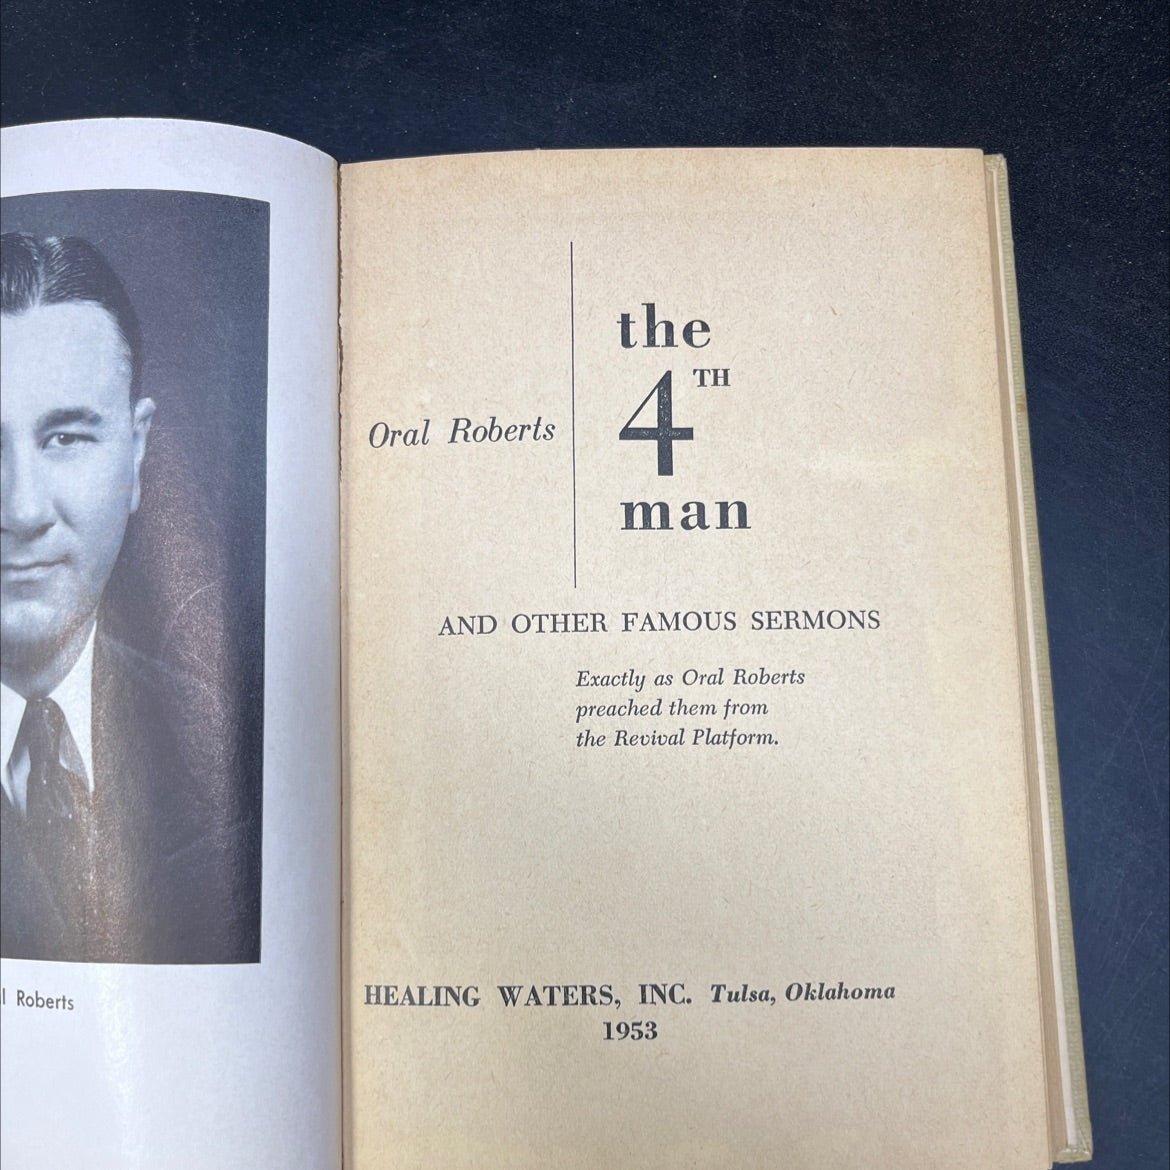 the
4TH
man
Oral Roberts
AND OTHER FAMOUS SERMONS
Exactly as Oral Roberts
preached them from
the Revival Platform.
HEALING WATERS, INC. Tulsa, Oklahoma
1953
l Roberts